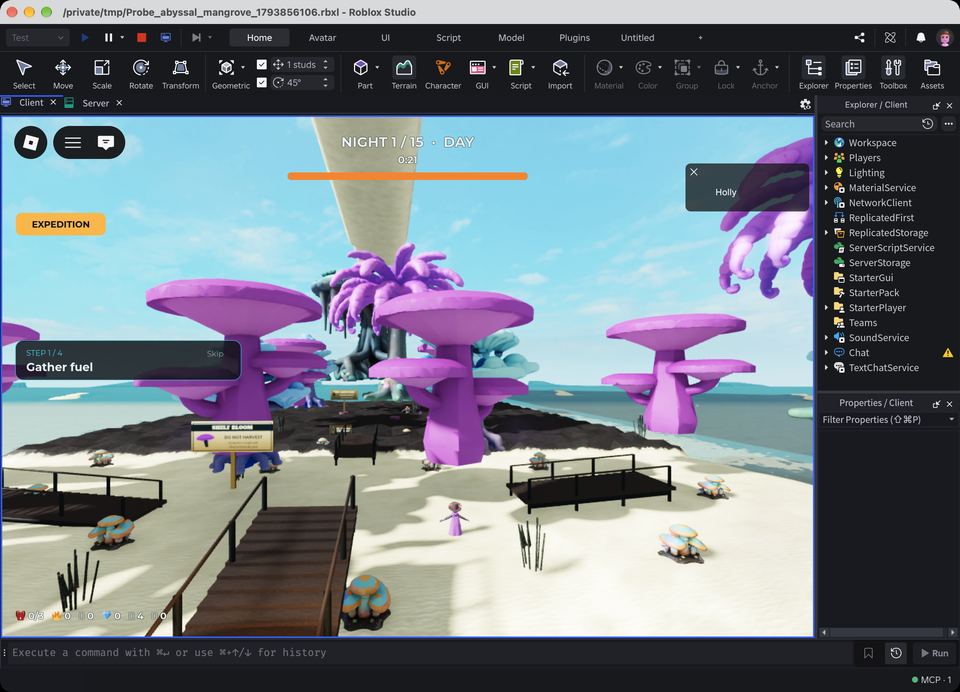 /private/tmp/Probe_abyssal_mangrove_1793856106.rbxl - Roblox Studio
Test
Home
Avatar
UI
Script
Model
Plugins
Untitled
+
Select
Move
Scale
Rotate
Transform
Geometric
1 studs
45°
Part
Terrain
Character
GUI
Script
Import
Material
Color
Group
Lock
Anchor
Explorer
Properties
Toolbox
Assets
Client
Server
Explorer / Client
Search
Workspace
Players
Lighting
MaterialService
NetworkClient
ReplicatedFirst
ReplicatedStorage
ServerScriptService
ServerStorage
StarterGui
StarterPack
StarterPlayer
Teams
SoundService
Chat
TextChatService
Properties / Client
Filter Properties (⇧⌘P)
NIGHT 1 / 15 · DAY
0:21
Holly
EXPEDITION
STEP 1 / 4
Skip
Gather fuel
SHELF BLOOM
DO NOT HARVEST
0/3 0 0 0 4 0
Execute a command with ⌘↵ or use ⌘+↑/↓ for history
Run
MCP · 1